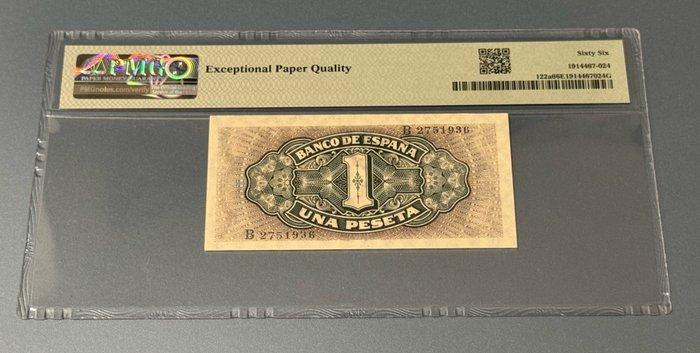 PMG
PAPER MONEY GUARANTY
PMGnotes.com/verify
Exceptional Paper Quality
Sixty Six
1914467-024
122a66E1914467024G
B 2751936
BANCO DE ESPAÑA
1
UNA PESETA
B 2751936